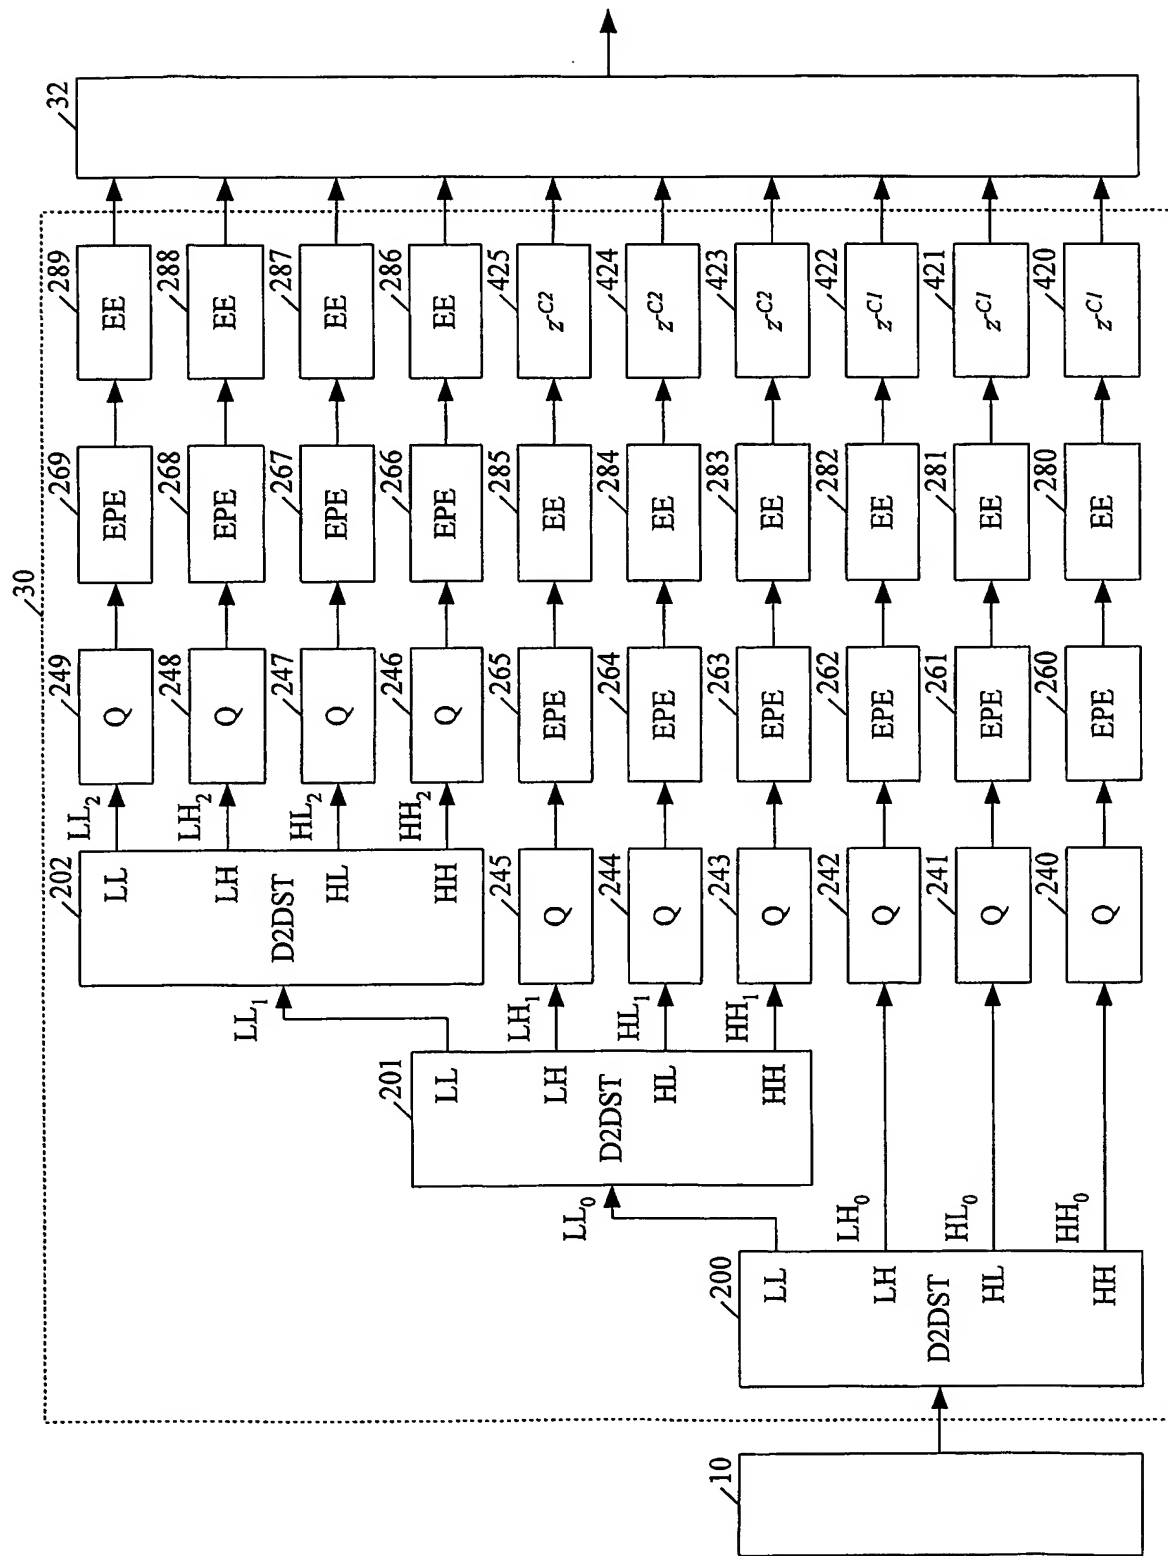 32
30
289
EE
288
EE
287
EE
286
EE
425
z^-C2
424
z^-C2
423
z^-C2
422
z^-C1
421
z^-C1
420
z^-C1
269
EPE
268
EPE
267
EPE
266
EPE
285
EE
284
EE
283
EE
282
EE
281
EE
280
EE
249
Q
248
Q
247
Q
246
Q
265
EPE
264
EPE
263
EPE
262
EPE
261
EPE
260
EPE
LL2
LH2
HL2
HH2
202
LL
LH
HL
HH
D2DST
245
Q
244
Q
243
Q
242
Q
241
Q
240
Q
LL1
LH1
HL1
HH1
201
LL
LH
HL
HH
D2DST
LL0
LH0
HL0
HH0
200
LL
LH
HL
HH
D2DST
10